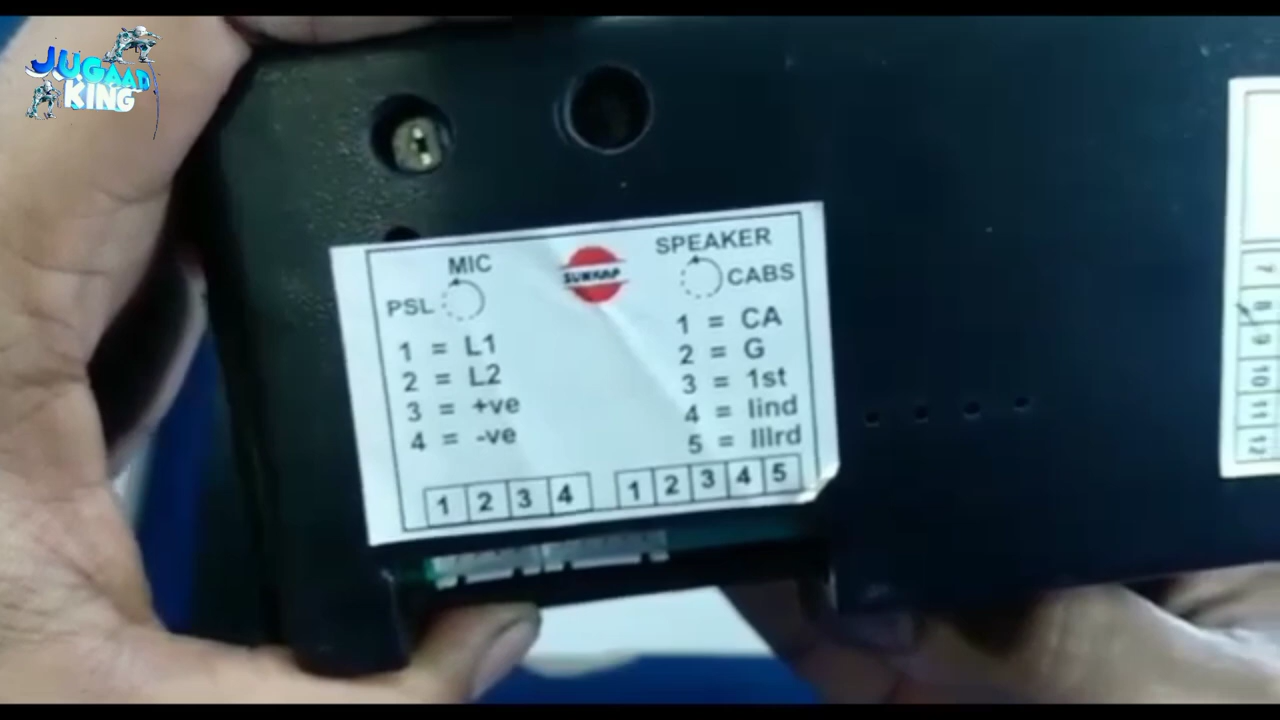 JUGAAD
KING
MIC
PSL
SPEAKER
CABS
1 = L1
2 = L2
3 = +ve
4 = -ve
1 = CA
2 = G
3 = 1st
4 = IInd
5 = IIIrd
1 2 3 4
1 2 3 4 5
7
8
9
10
11
12